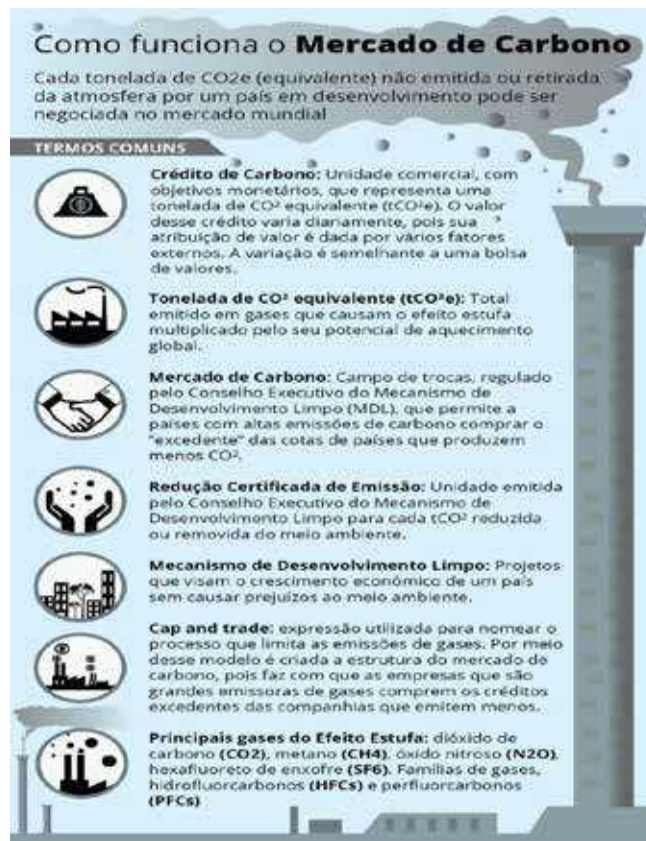 Como funciona o Mercado de Carbono
Cada tonelada de CO2e (equivalente) não emitida ou retirada
da atmosfera por um país em desenvolvimento pode ser
negociada no mercado mundial
TERMOS COMUNS
Crédito de Carbono: Unidade comercial, com
objetivos monetários, que representa uma
tonelada de CO² equivalente (tCO²e). O valor
desse crédito varia diariamente, pois sua
atribuição de valor é dada por vários fatores
externos. A variação é semelhante a uma bolsa
de valores.
Tonelada de CO² equivalente (tCO²e): Total
emitido em gases que causam o efeito estufa
multiplicado pelo seu potencial de aquecimento
global.
Mercado de Carbono: Campo de trocas, regulado
pelo Conselho Executivo do Mecanismo de
Desenvolvimento Limpo (MDL), que permite a
países com altas emissões de carbono comprar o
"excedente" das cotas de países que produzem
menos CO².
Redução Certificada de Emissão: Unidade emitida
pelo Conselho Executivo do Mecanismo de
Desenvolvimento Limpo para cada tCO² reduzida
ou removida do meio ambiente.
Mecanismo de Desenvolvimento Limpo: Projetos
que visam o crescimento econômico de um país
sem causar prejuízos ao meio ambiente.
Cap and trade: expressão utilizada para nomear o
processo que limita as emissões de gases. Por meio
desse modelo é criada a estrutura do mercado de
carbono, pois faz com que as empresas que são
grandes emissoras de gases comprem os créditos
excedentes das companhias que emitem menos.
Principais gases do Efeito Estufa: dióxido de
carbono (CO2), metano (CH4), óxido nitroso (N2O),
hexafluoreto de enxofre (SF6). Famílias de gases,
hidrofluorcarbonos (HFCs) e perfluorcarbonos
(PFCs)